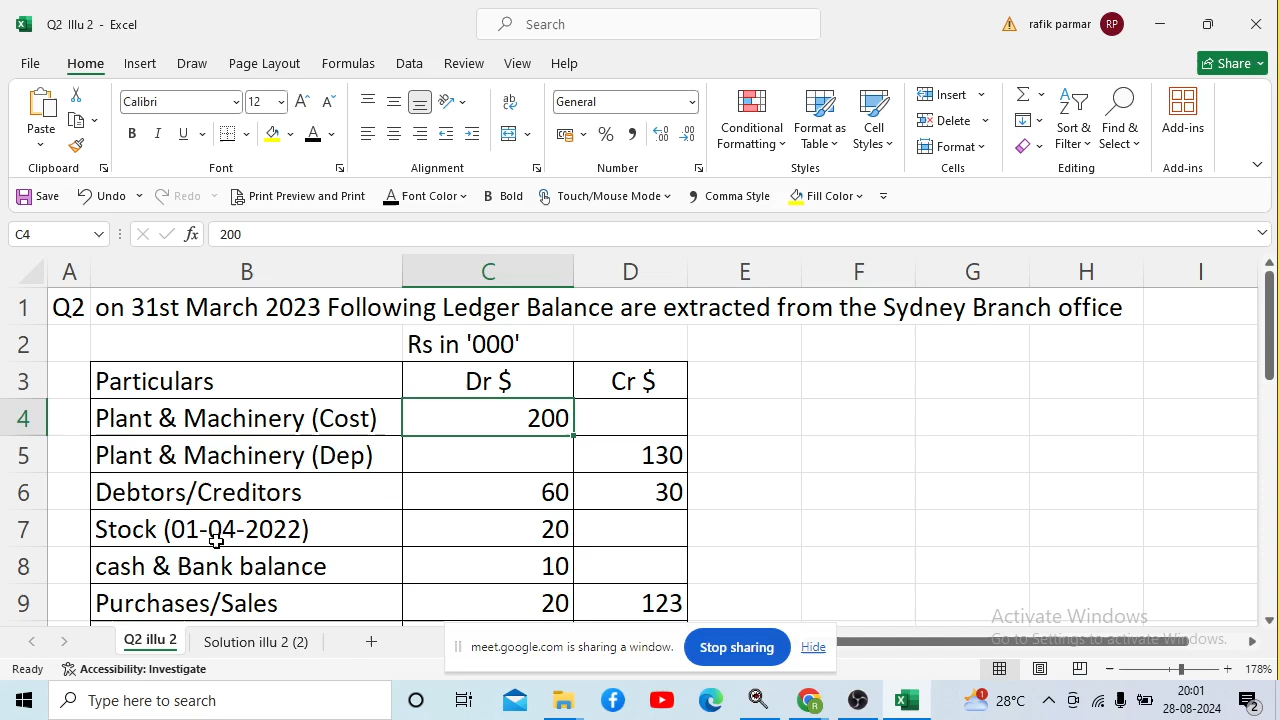 Q2 Illu 2 - Excel
Search
rafik parmar RP
File Home Insert Draw Page Layout Formulas Data Review View Help Share
Paste
Clipboard
Calibri 12
B I U A
Font
Alignment
General
Number
Conditional Formatting
Format as Table
Cell Styles
Styles
Insert
Delete
Format
Cells
Sort & Filter
Find & Select
Editing
Add-ins
Add-ins
Save Undo Redo Print Preview and Print Font Color B Bold Touch/Mouse Mode Comma Style Fill Color
C4 fx 200
A B C D E F G H I
1 Q2 on 31st March 2023 Following Ledger Balance are extracted from the Sydney Branch office
2 Rs in '000'
3 Particulars Dr $ Cr $
4 Plant & Machinery (Cost) 200
5 Plant & Machinery (Dep) 130
6 Debtors/Creditors 60 30
7 Stock (01-04-2022) 20
8 cash & Bank balance 10
9 Purchases/Sales 20 123
Activate Windows
Go to Settings to activate Windows.
Q2 illu 2 Solution illu 2 (2)
meet.google.com is sharing a window. Stop sharing Hide
Ready Accessibility: Investigate 178%
Type here to search
1 28°C
20:01
28-08-2024
2